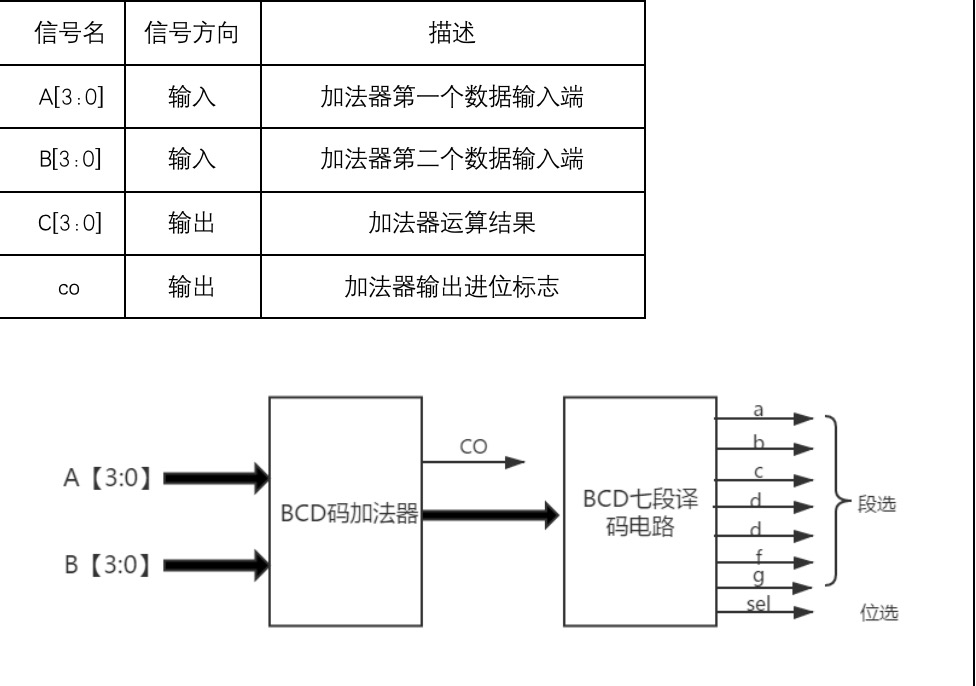 信号名 信号方向 描述
A[3:0] 输入 加法器第一个数据输入端
B[3:0] 输入 加法器第二个数据输入端
C[3:0] 输出 加法器运算结果
co 输出 加法器输出进位标志
A【3:0】
B【3:0】
BCD码加法器
CO
BCD七段译
码电路
a
b
c
d
d
f
g
sel
段选
位选